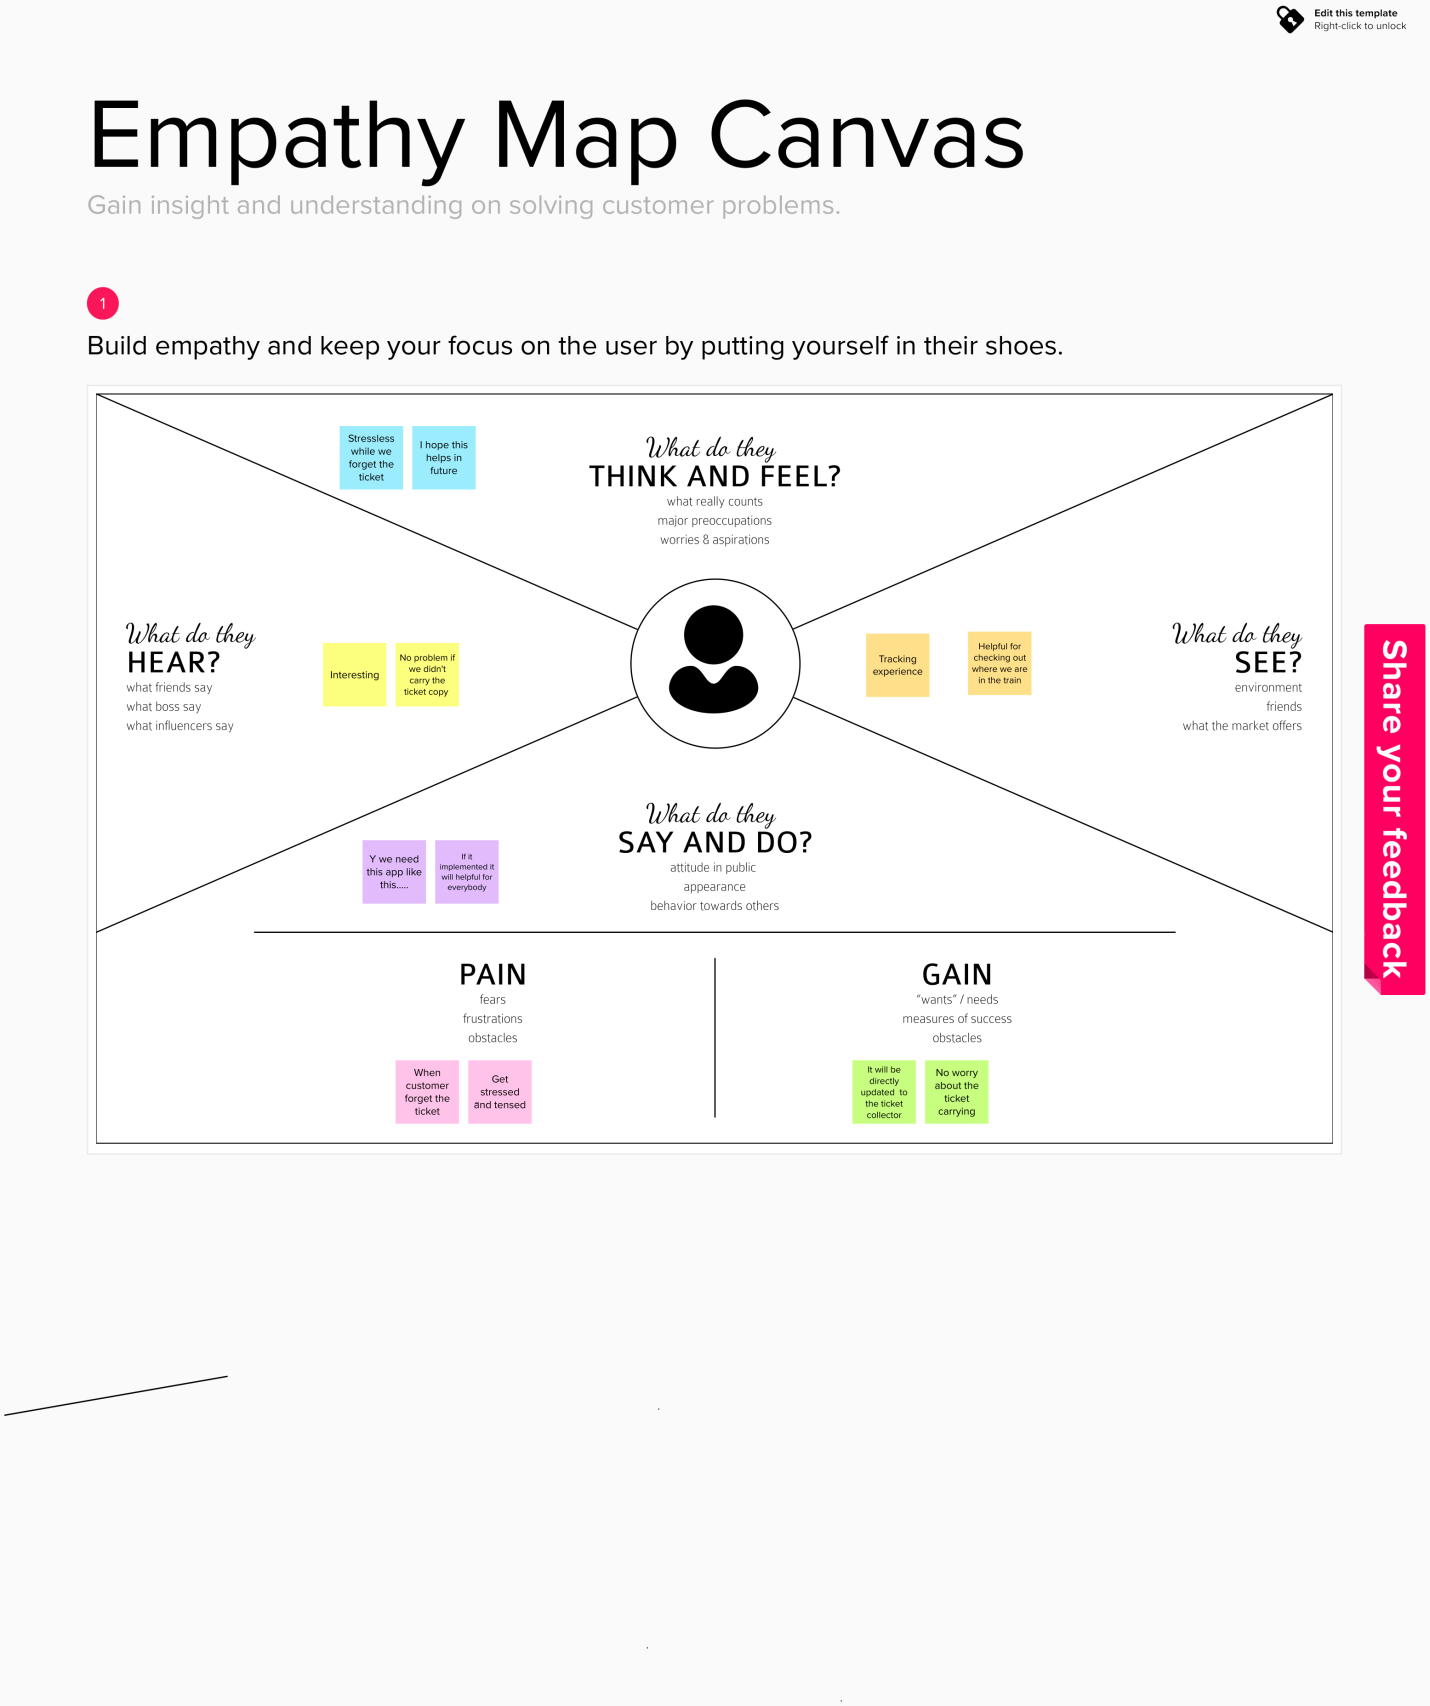 Edit this template
Right-click to unlock
Empathy Map Canvas
Gain insight and understanding on solving customer problems.
1
Build empathy and keep your focus on the user by putting yourself in their shoes.
Stressless
while we
forget the
ticket
I hope this
helps in
future
What do they
THINK AND FEEL?
what really counts
major preoccupations
worries & aspirations
What do they
HEAR?
what friends say
what boss say
what influencers say
Interesting
No problem if
we didn't
carry the
ticket copy
Tracking
experience
Helpful for
checking out
where we are
in the train
What do they
SEE?
environment
friends
what the market offers
Share your feedback
What do they
SAY AND DO?
attitude in public
appearance
behavior towards others
Y we need
this app like
this.....
If it
implemented it
will helpful for
everybody
PAIN
fears
frustrations
obstacles
When
customer
forget the
ticket
Get
stressed
and tensed
GAIN
"wants" / needs
measures of success
obstacles
It will be
directly
updated to
the ticket
collector
No worry
about the
ticket
carrying